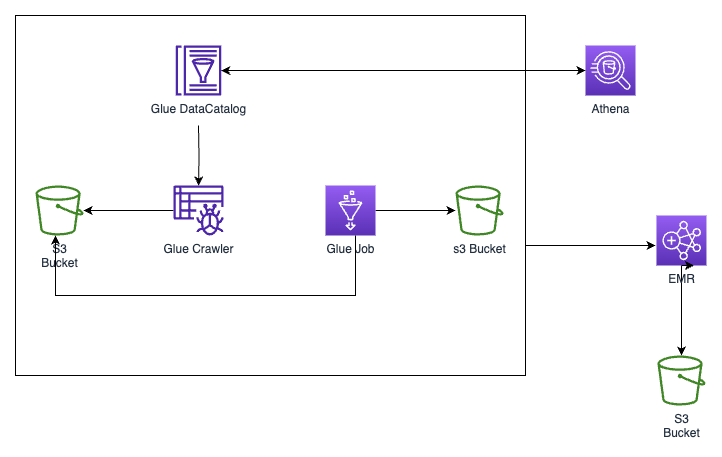 Glue DataCatalog
Athena
S3
Bucket
Glue Crawler
Glue Job
s3 Bucket
EMR
S3
Bucket